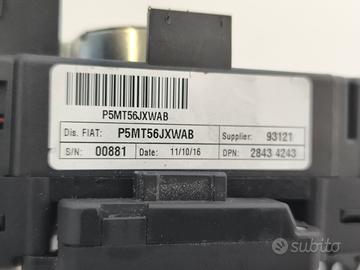 P5MT56JXWAB
Dis. FIAT: P5MT56JXWAB Supplier: 93121
S/N: 00881 Date: 11/10/16 DPN: 2843 4243
subito